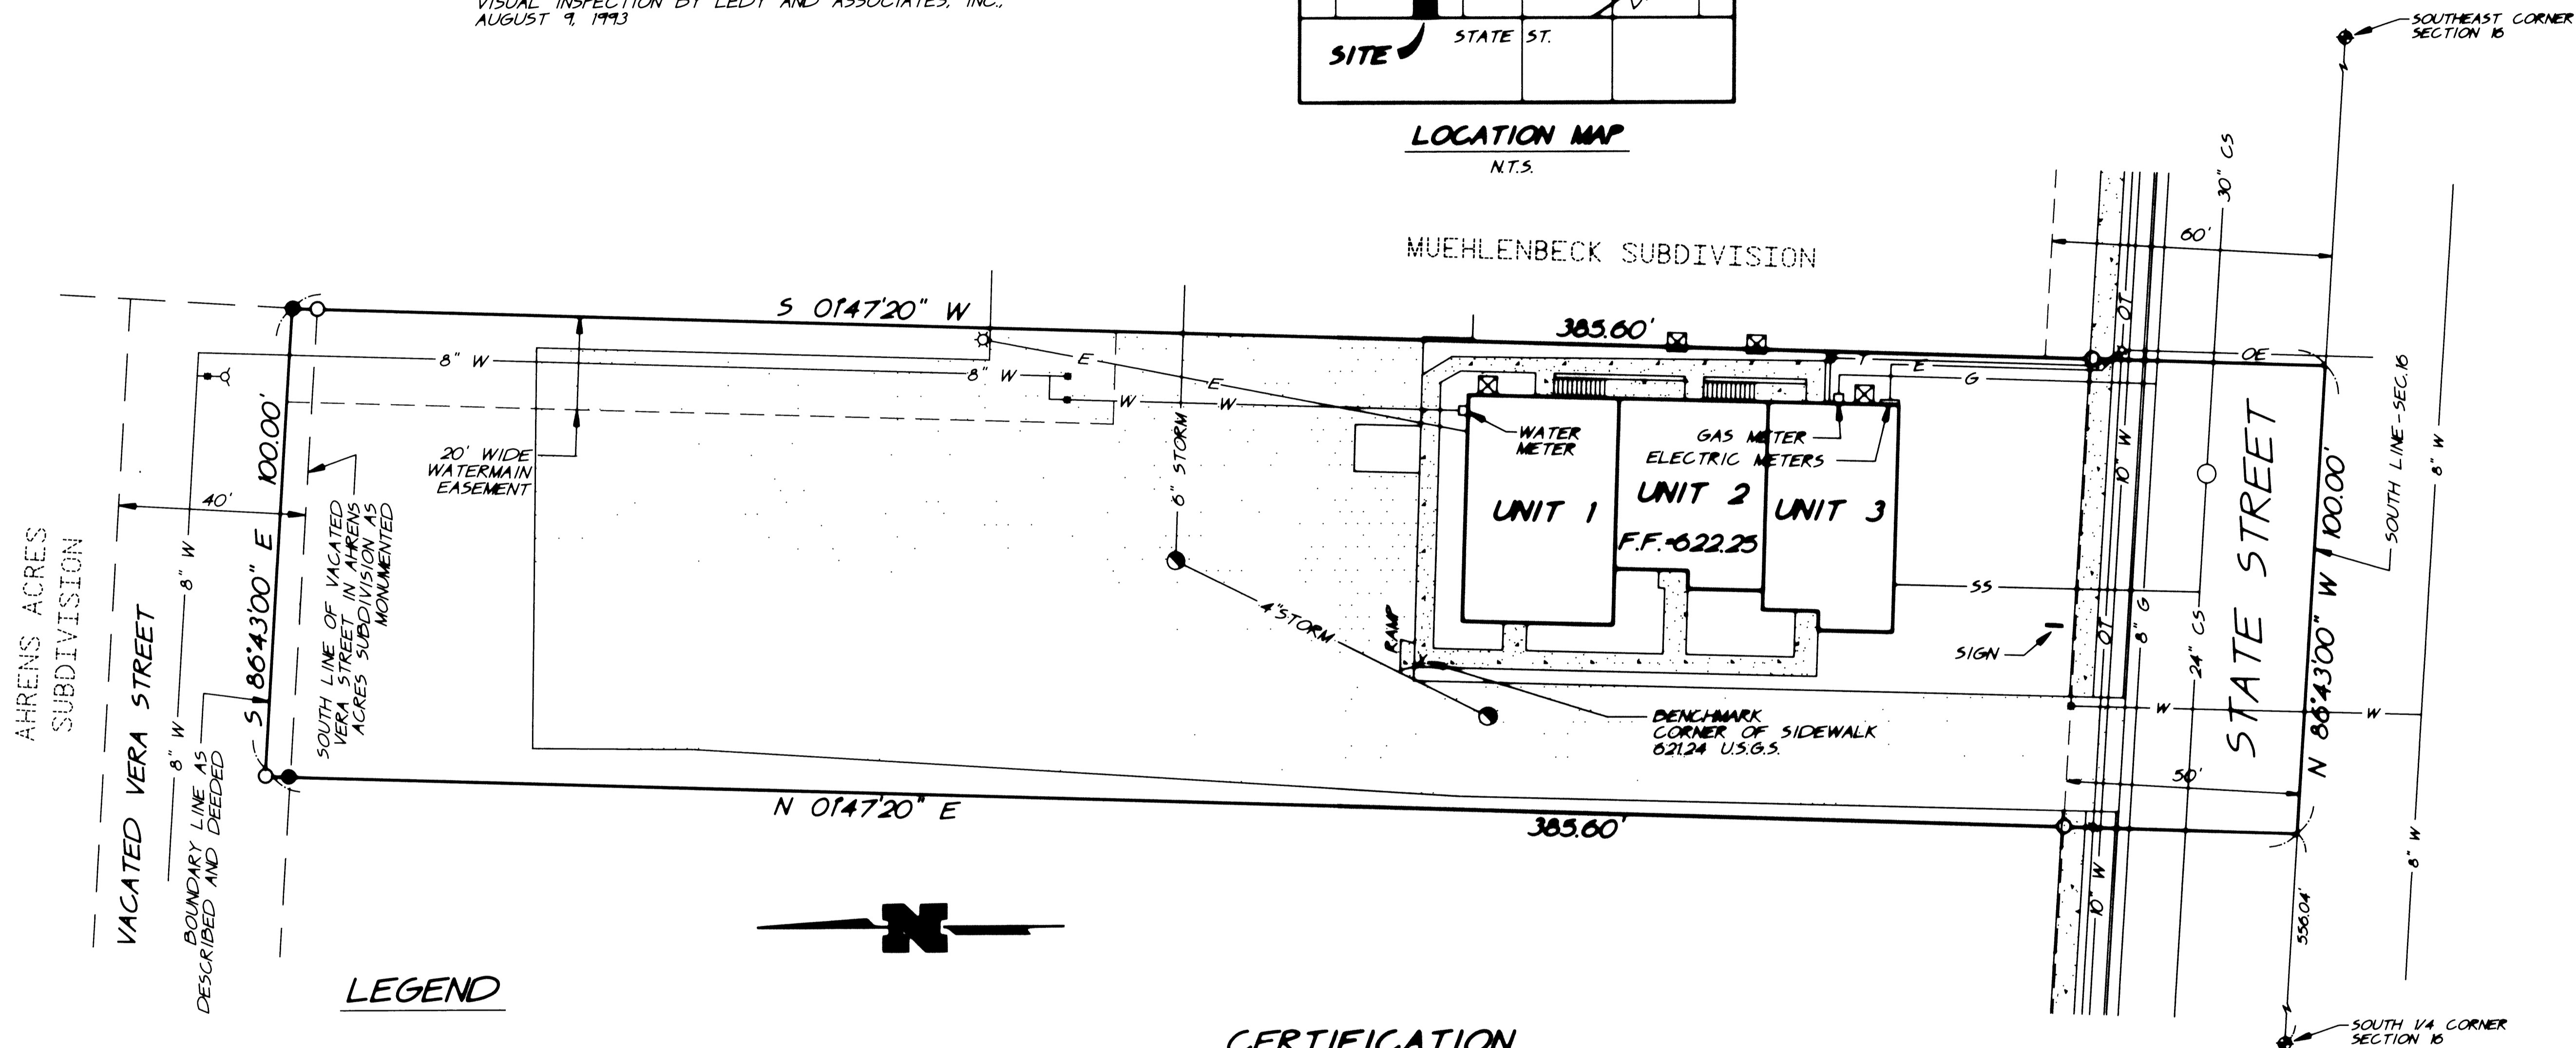 VISUAL INSPECTION BY LEDY AND ASSOCIATES, INC.,
AUGUST 9, 1993
SITE
STATE ST.
LOCATION MAP
N.T.S.
SOUTHEAST CORNER
SECTION 16
30" CS
60'
MUEHLENBECK SUBDIVISION
S 01°47'20" W
385.60'
OT
OE
8" W
8" W
E
E
T
E
G
W
W
SOUTH LINE-SEC.16
8" W
100.00'
20' WIDE
WATERMAIN
EASEMENT
6" STORM
WATER
METER
GAS METER
ELECTRIC METERS
10" W
100.00'
40'
UNIT 1
UNIT 2
UNIT 3
F.F.=622.25
STATE STREET
AHRENS ACRES
SUBDIVISION
8" W
S 86°43'00" E
SOUTH LINE OF VACATED
VERA STREET IN AHRENS
ACRES SUBDIVISION AS
MONUMENTED
4" STORM
RAMP
SS
OT
8" G
24" CS
SIGN
N 86°43'00" W
VACATED VERA STREET
8" W
BOUNDARY LINE AS
DESCRIBED AND DEEDED
BENCHMARK
CORNER OF SIDEWALK
621.24 U.S.G.S.
W
W
50'
N 01°47'20" E
385.60'
8" W
10" W
556.04'
N
LEGEND
CERTIFICATION
SOUTH 1/4 CORNER
SECTION 16